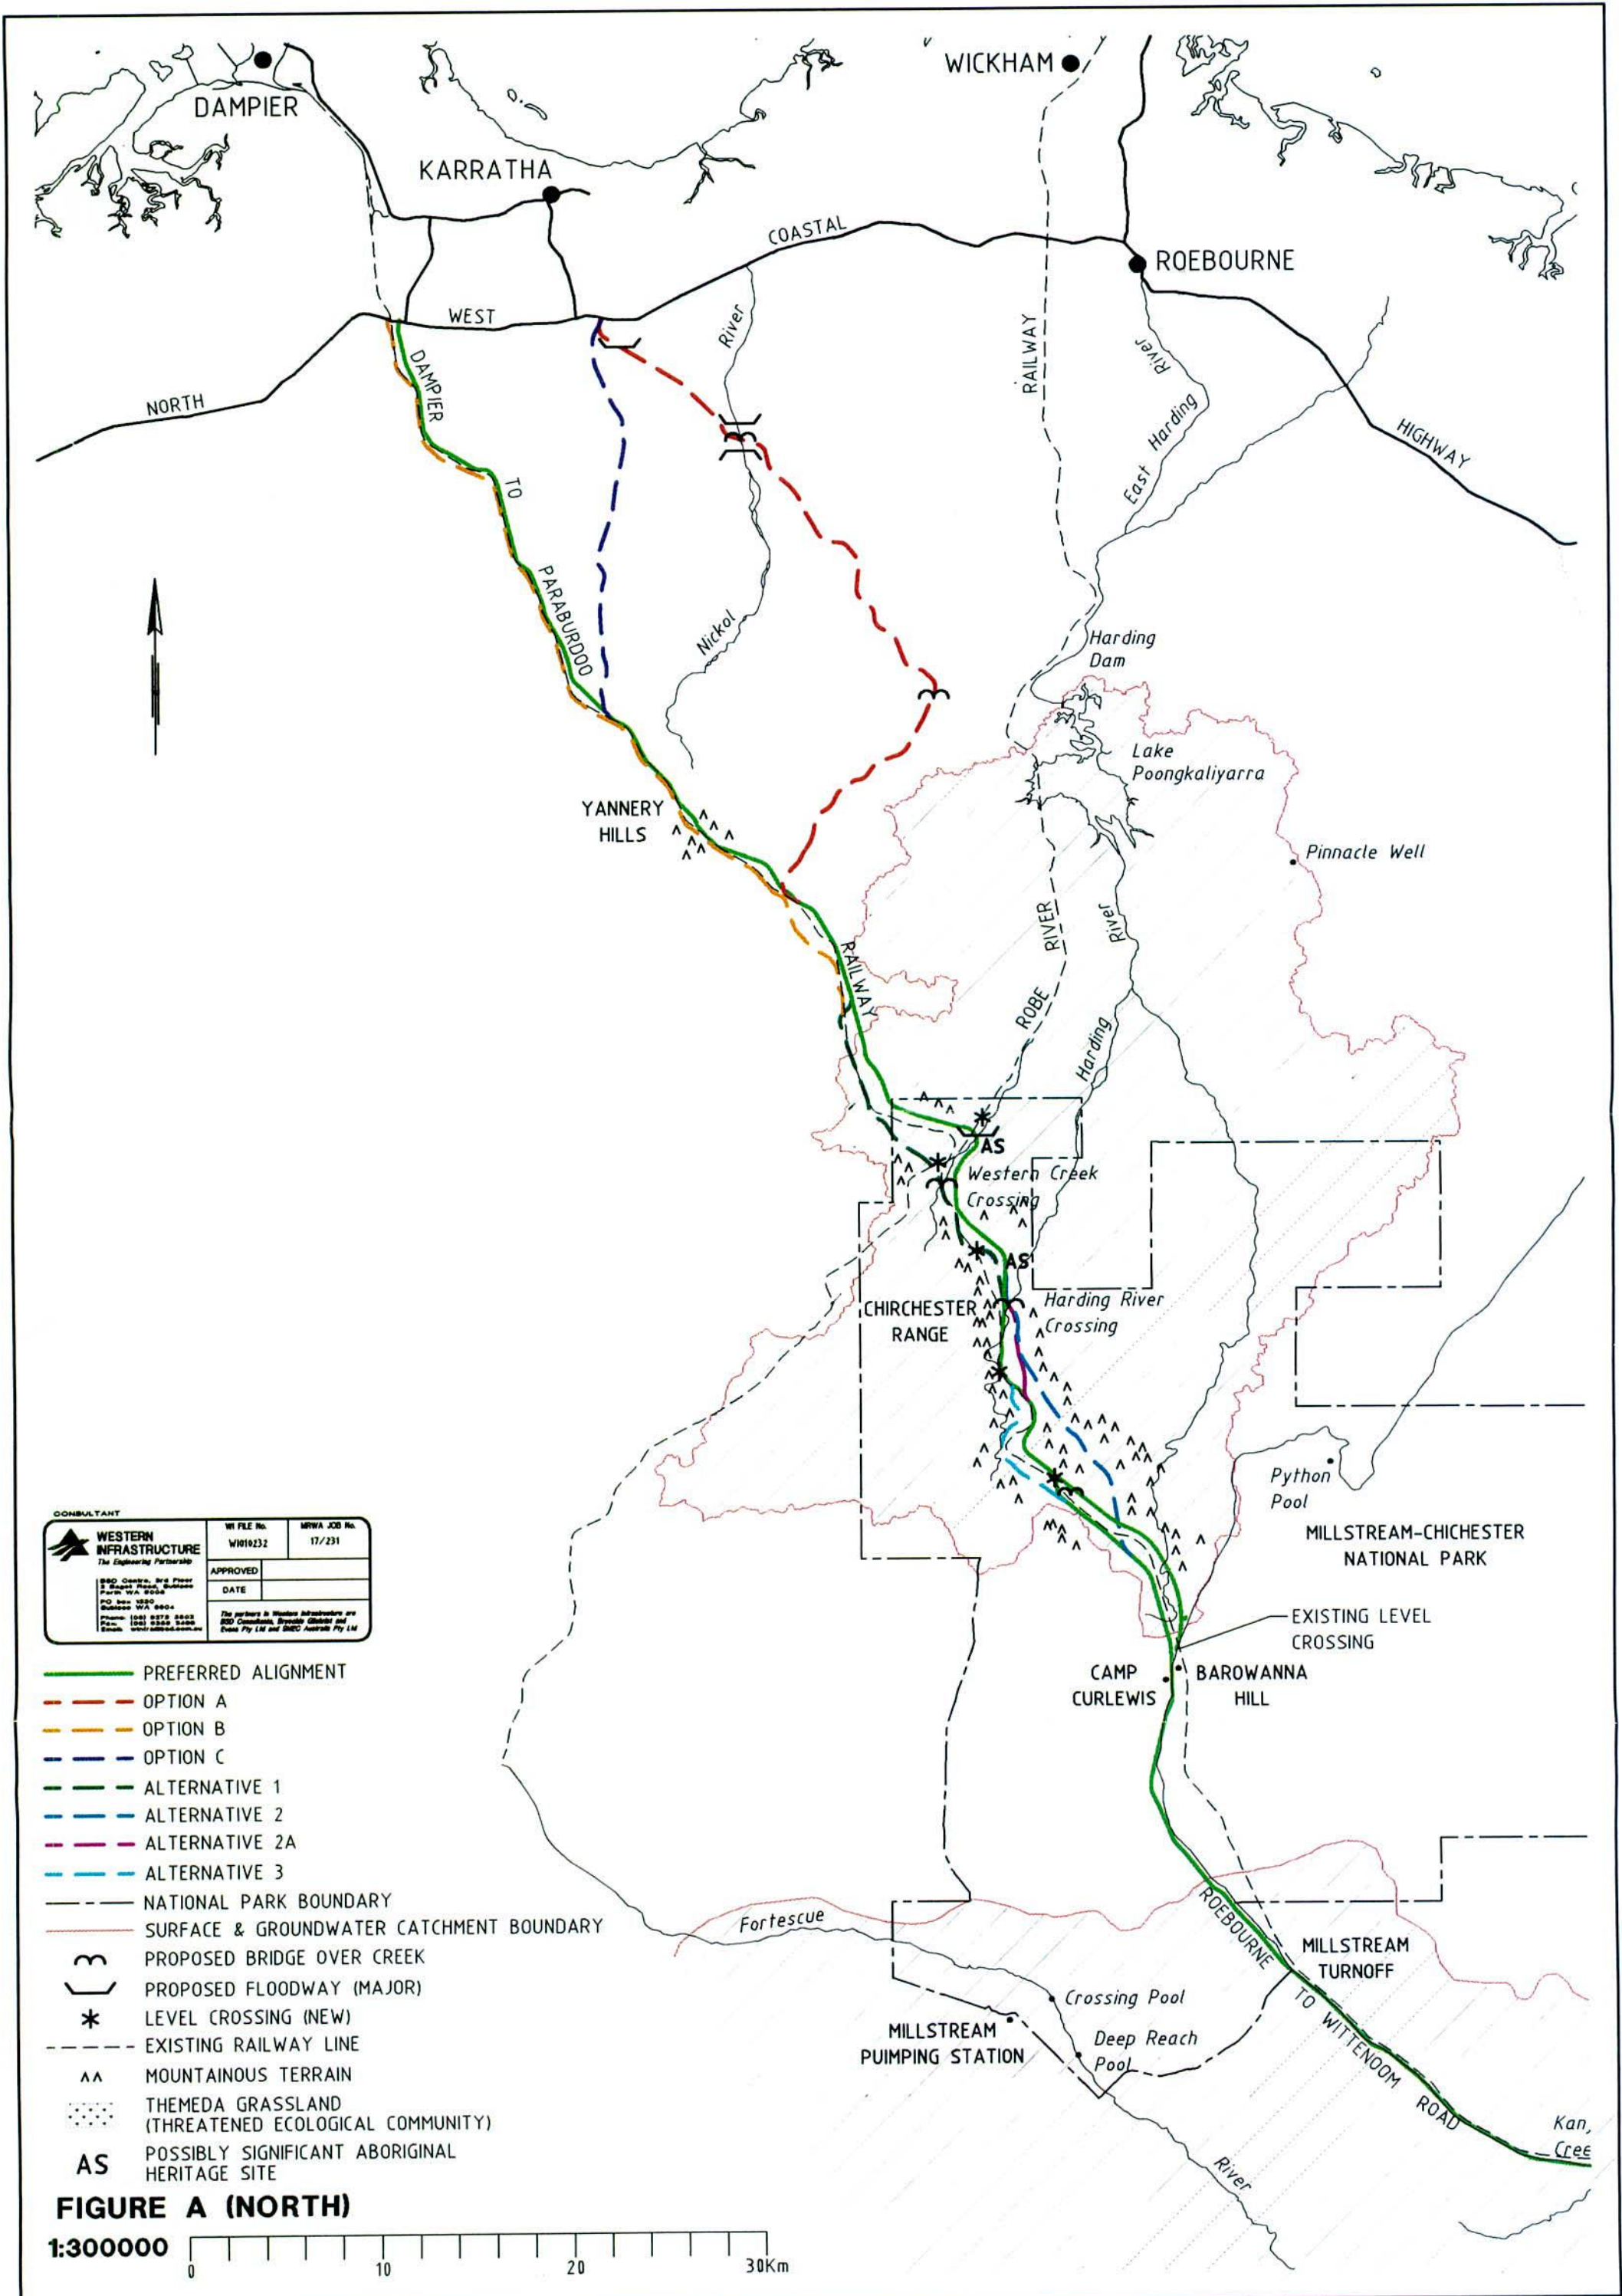 DAMPIER
WICKHAM
KARRATHA
COASTAL
ROEBOURNE
WEST
River
RAILWAY
River
NORTH
DAMPIER
East Harding
HIGHWAY
TO
PARABURDOO
Nickol
Harding
Dam
Lake
Poongkaliyarra
YANNERY
HILLS
Pinnacle Well
RIVER
River
RAILWAY
ROBE
Harding
AS
Western Creek
Crossing
AS
CHIRCHESTER
RANGE
Harding River
Crossing
Python
Pool
MILLSTREAM-CHICHESTER
NATIONAL PARK
EXISTING LEVEL
CROSSING
CAMP
CURLEWIS
BAROWANNA
HILL
ROEBOURNE
TO WITTENOOM
ROAD
Fortescue
MILLSTREAM
TURNOFF
Crossing Pool
MILLSTREAM
PUIMPING STATION
Deep Reach
Pool
River
Kan,
Cree
CONSULTANT
WESTERN
INFRASTRUCTURE
The Engineering Partnership
WI FILE No.
WI010232
MRWA JOB No.
17/231
APPROVED
DATE
PREFERRED ALIGNMENT
OPTION A
OPTION B
OPTION C
ALTERNATIVE 1
ALTERNATIVE 2
ALTERNATIVE 2A
ALTERNATIVE 3
NATIONAL PARK BOUNDARY
SURFACE & GROUNDWATER CATCHMENT BOUNDARY
PROPOSED BRIDGE OVER CREEK
PROPOSED FLOODWAY (MAJOR)
LEVEL CROSSING (NEW)
EXISTING RAILWAY LINE
MOUNTAINOUS TERRAIN
THEMEDA GRASSLAND
(THREATENED ECOLOGICAL COMMUNITY)
AS POSSIBLY SIGNIFICANT ABORIGINAL
HERITAGE SITE
FIGURE A (NORTH)
1:300000
0 10 20 30Km